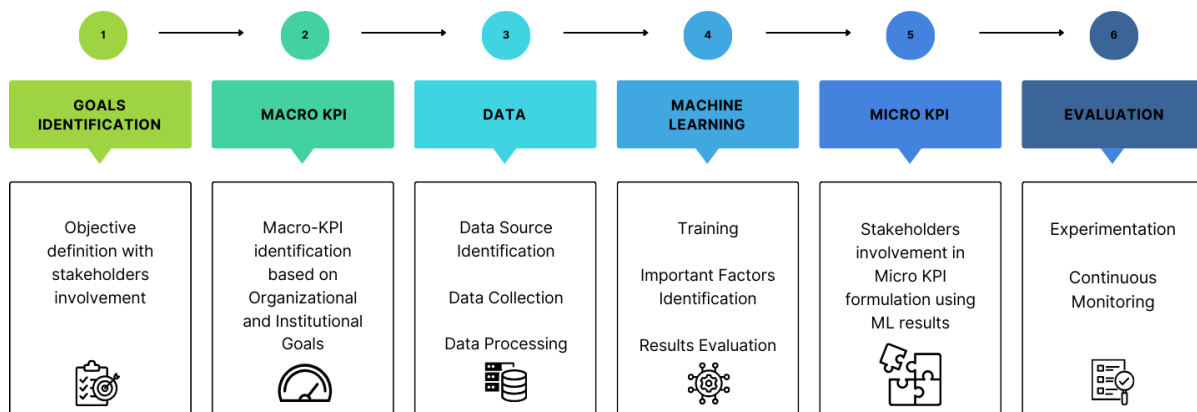 1
2
3
4
5
6
GOALS
IDENTIFICATION
MACRO KPI
DATA
MACHINE
LEARNING
MICRO KPI
EVALUATION
Objective
definition with
stakeholders
involvement
Macro-KPI
identification
based on
Organizational
and Institutional
Goals
Data Source
Identification
Data Collection
Data Processing
Training
Important Factors
Identification
Results Evaluation
Stakeholders
involvement in
Micro KPI
formulation using
ML results
Experimentation
Continuous
Monitoring